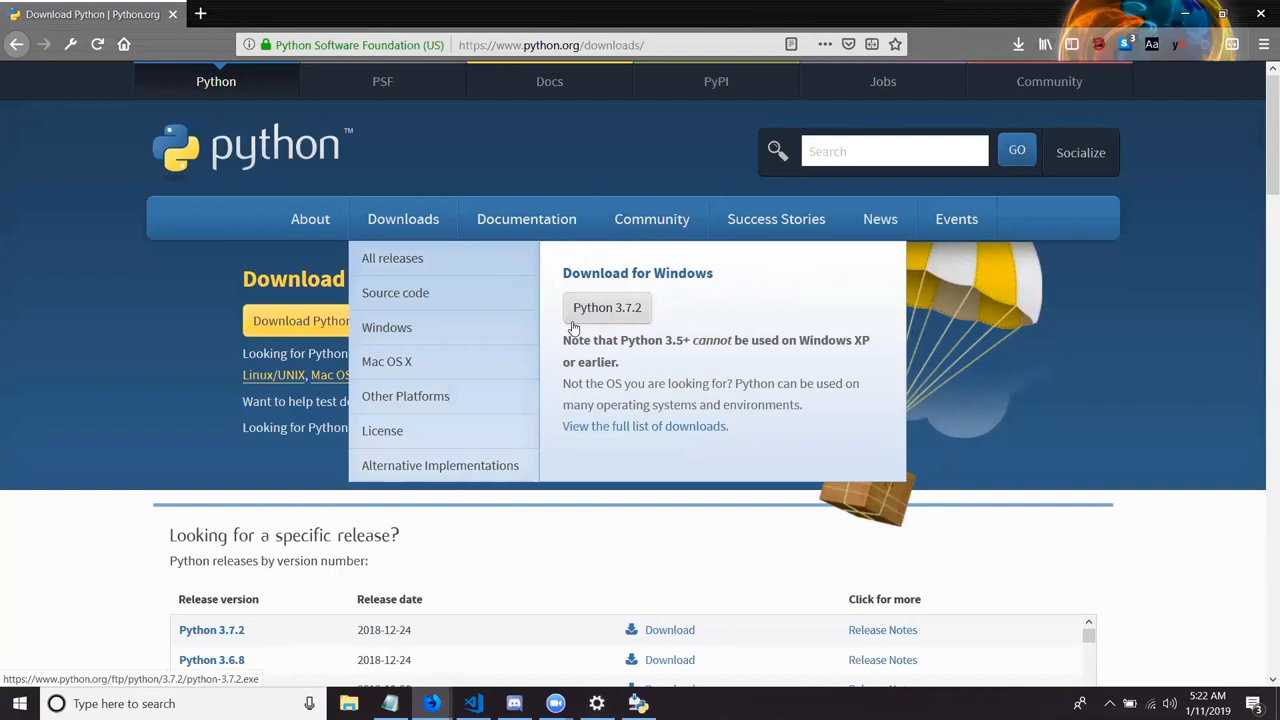 Download Python | Python.org
Python Software Foundation (US)
https://www.python.org/downloads/
3
Aa
Python
PSF
Docs
PyPI
Jobs
Community
python™
Search
GO
Socialize
About
Downloads
Documentation
Community
Success Stories
News
Events
All releases
Source code
Windows
Mac OS X
Other Platforms
License
Alternative Implementations
Download for Windows
Python 3.7.2
Note that Python 3.5+ cannot be used on Windows XP
or earlier.
Not the OS you are looking for? Python can be used on
many operating systems and environments.
View the full list of downloads.
Download
Download Python
Looking for Python
Linux/UNIX, Mac OS
Want to help test
Looking for Python
Looking for a specific release?
Python releases by version number:
Release version Release date Click for more
Python 3.7.2 2018-12-24 Download Release Notes
Python 3.6.8 2018-12-24 Download Release Notes
https://www.python.org/ftp/python/3.7.2/python-3.7.2.exe
Type here to search
5:22 AM
1/11/2019
3